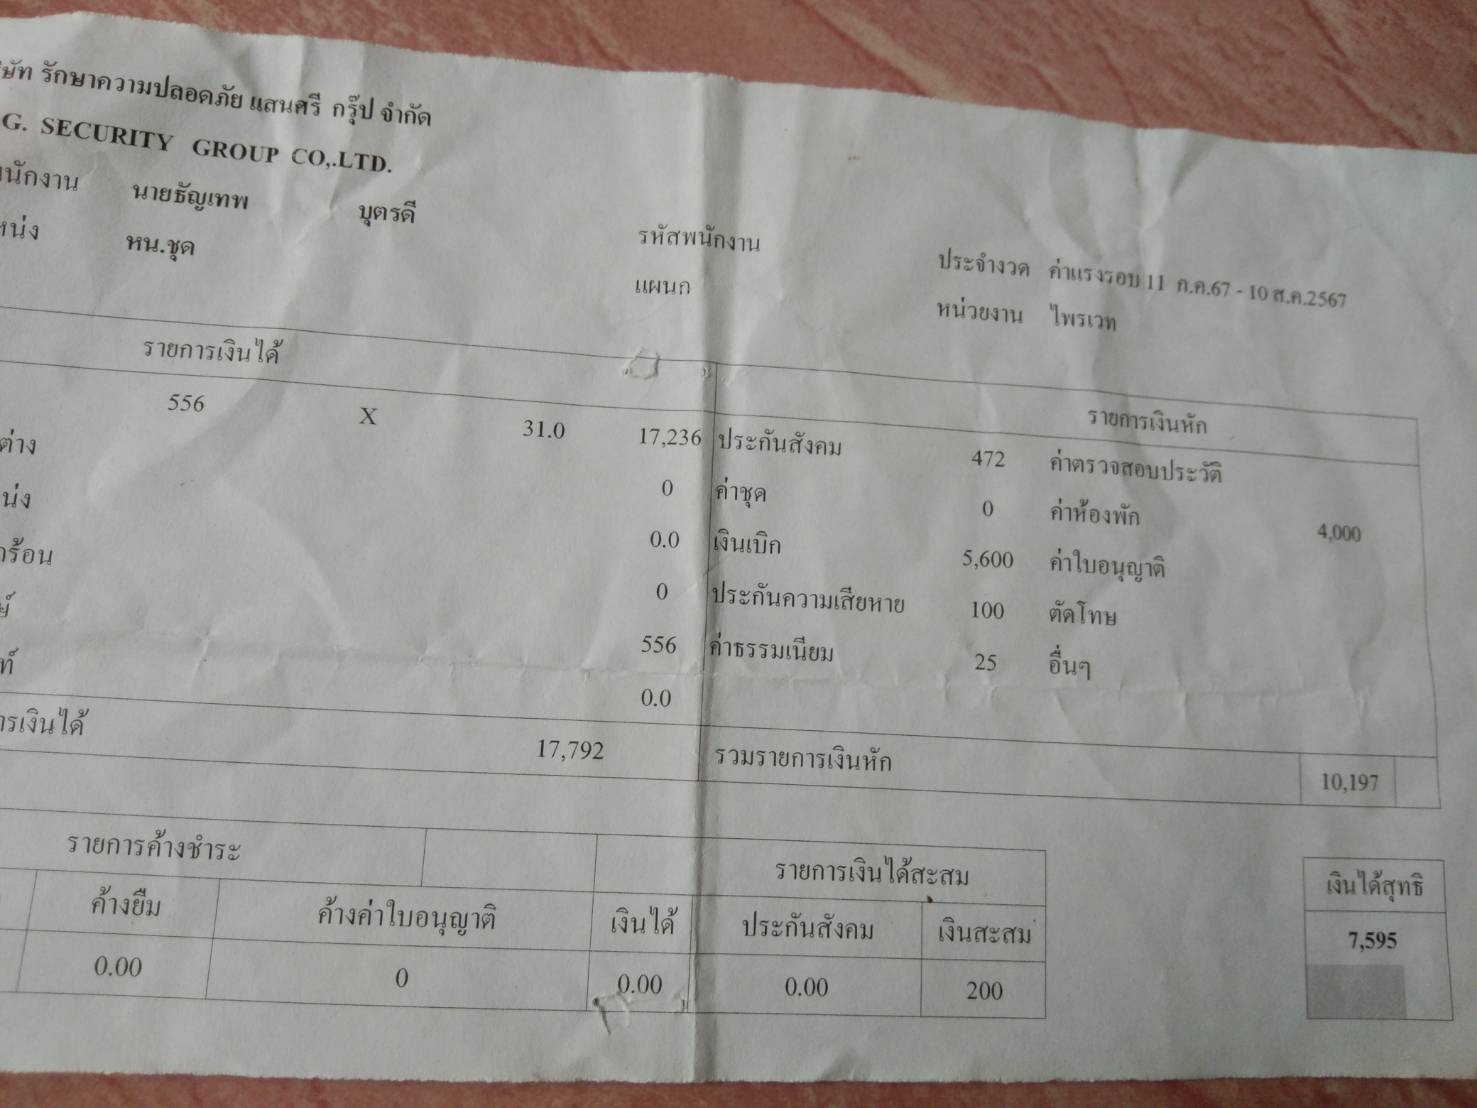 ษัท รักษาความปลอดภัย แสนศรี กรุ๊ป จำกัด
G. SECURITY GROUP CO,.LTD.
นักงาน นายธัญเทพ บุตรดี รหัสพนักงาน ประจำงวด ค่าแรงรอบ 11 ก.ค.67 - 10 ส.ค.2567
หน่ง หน.ชุด แผนก หน่วยงาน ไพรเวท
รายการเงินได้ รายการเงินหัก
556 X 31.0 17,236 ประกันสังคม 472 ค่าตรวจสอบประวัติ
ต่าง 0 ค่าชุด 0 ค่าห้องพัก 4,000
น่ง 0.0 เงินเบิก 5,600 ค่าใบอนุญาติ
ร้อน 0 ประกันความเสียหาย 100 ตัดโทษ
ย์ 556 ค่าธรรมเนียม 25 อื่นๆ
ท์ 0.0
ารเงินได้ 17,792 รวมรายการเงินหัก 10,197
รายการค้างชำระ รายการเงินได้สะสม เงินได้สุทธิ
ค้างยืม ค้างค่าใบอนุญาติ เงินได้ ประกันสังคม เงินสะสม 7,595
0.00 0 0.00 0.00 200